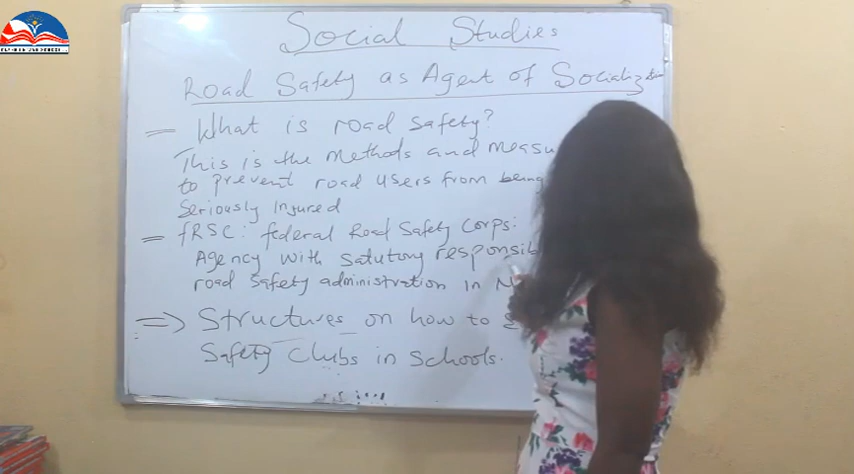 Social Studies
Road Safety as Agent of
What is road safety?
This is the methods and measu
to prevent road users from being
Seriously Injured
fRSC: federal Road Safety Corps:
Agency with Satutory responsib
road safety administration in N
Structures on how to
Safety Clubs in Schools.